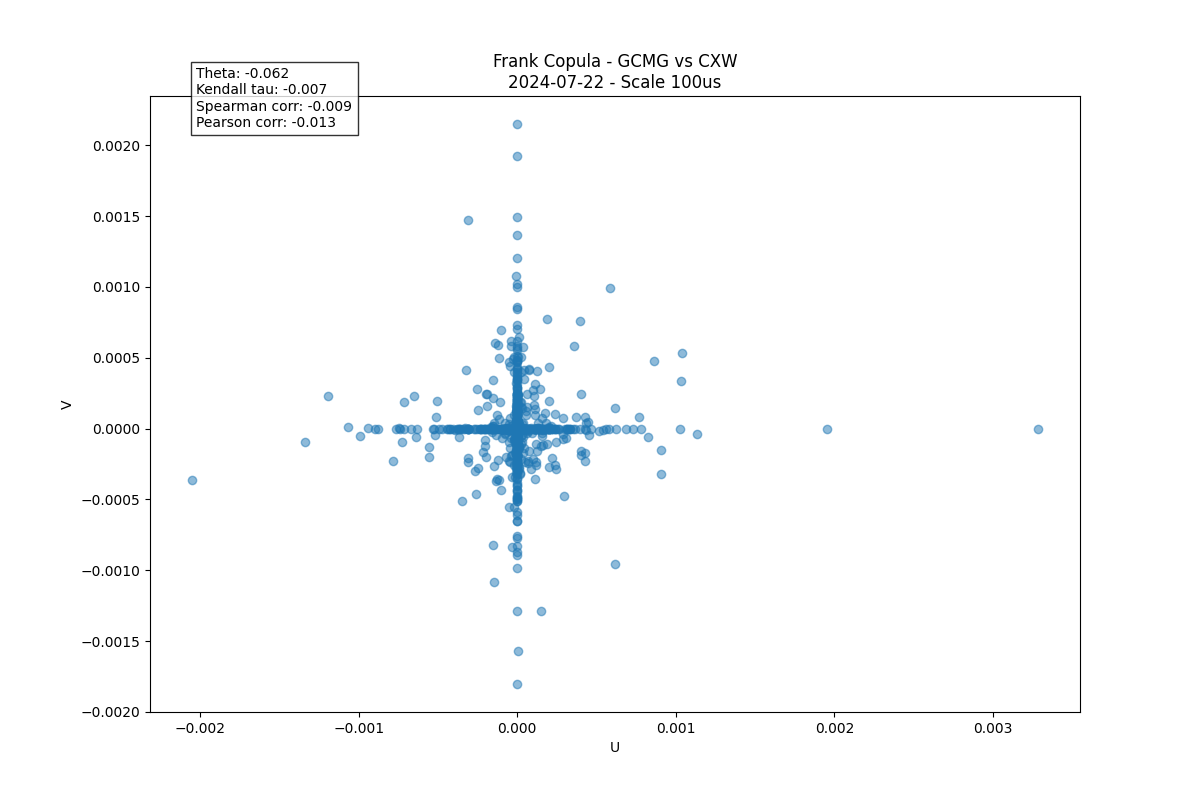 Frank Copula - GCMG vs CXW
2024-07-22 - Scale 100us
Theta: -0.062
Kendall tau: -0.007
Spearman corr: -0.009
Pearson corr: -0.013
0.0020
0.0015
0.0010
0.0005
0.0000
−0.0005
−0.0010
−0.0015
−0.0020
V
−0.002
−0.001
0.000
0.001
0.002
0.003
U